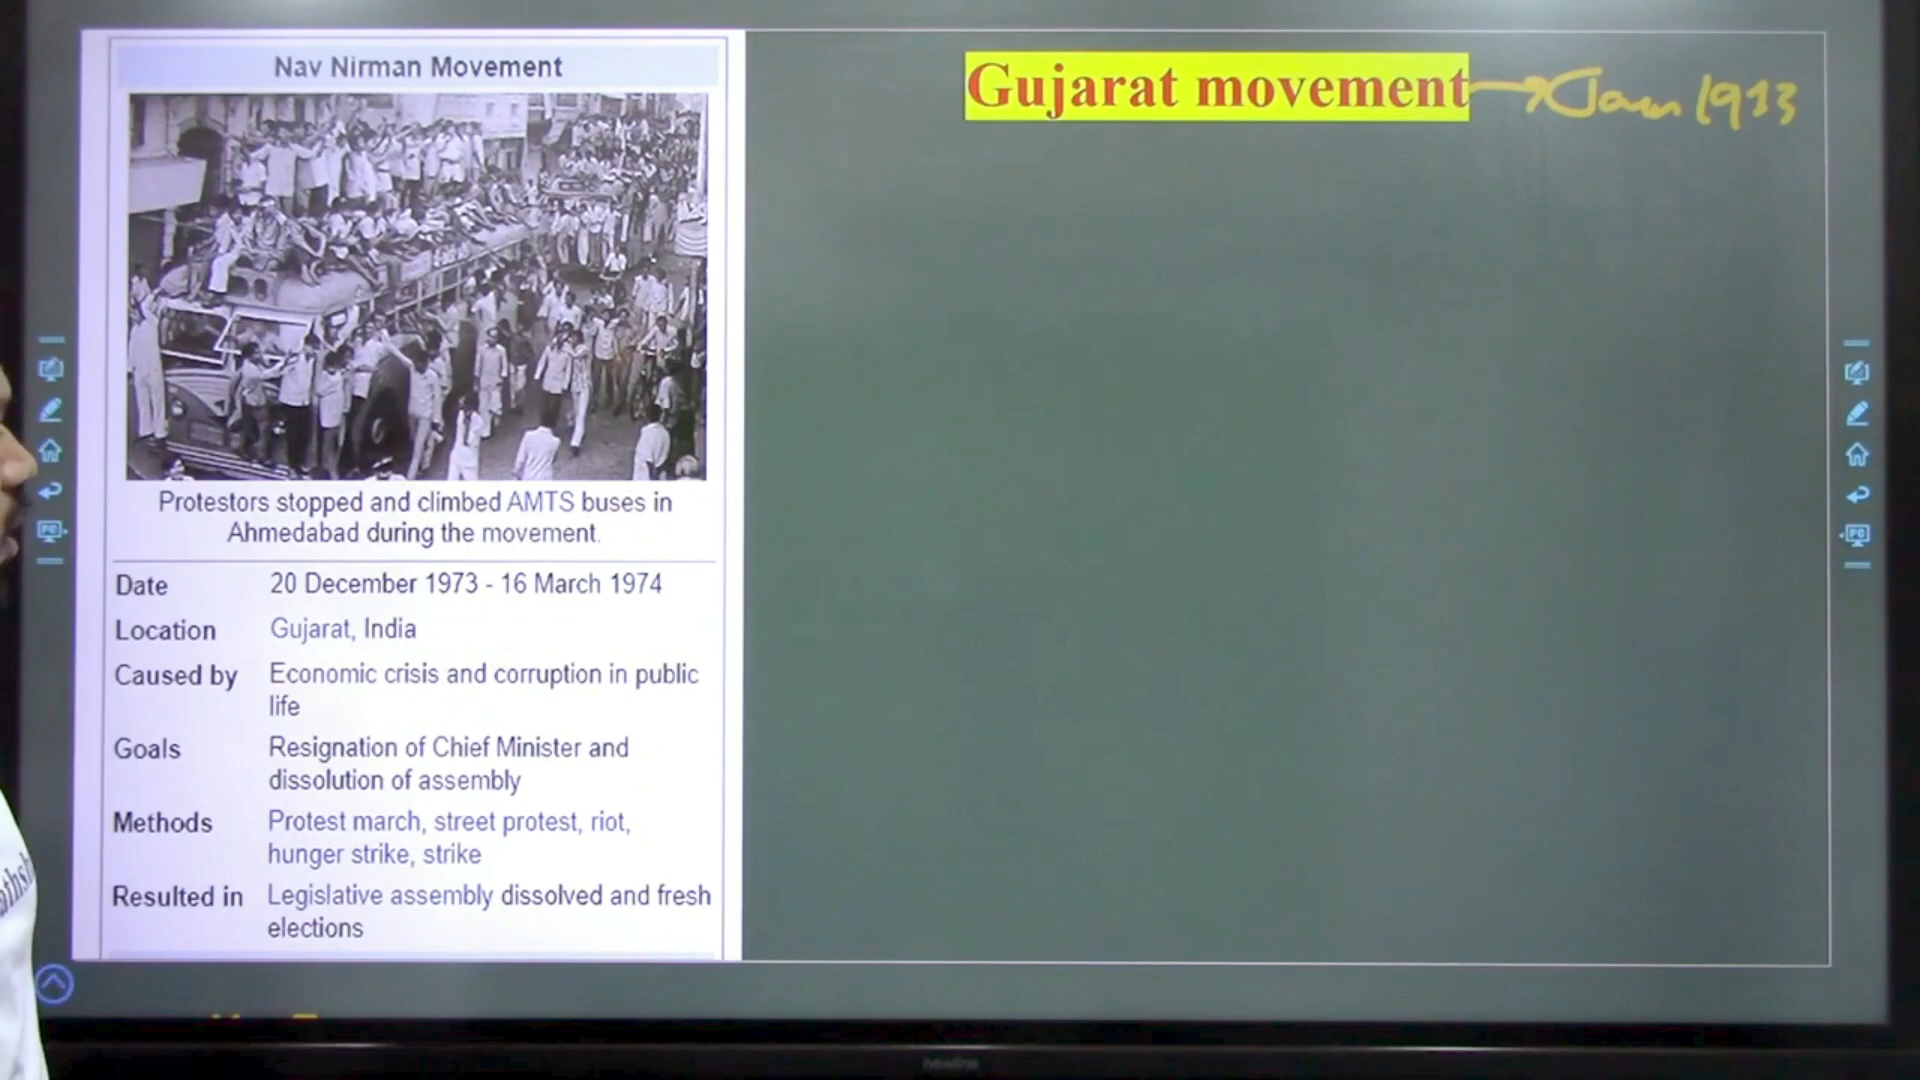 Nav Nirman Movement
Protestors stopped and climbed AMTS buses in
Ahmedabad during the movement.
Date 20 December 1973 - 16 March 1974
Location Gujarat, India
Caused by Economic crisis and corruption in public
life
Goals Resignation of Chief Minister and
dissolution of assembly
Methods Protest march, street protest, riot,
hunger strike, strike
Resulted in Legislative assembly dissolved and fresh
elections
Gujarat movement → Jan 1973
PC
PC
newline